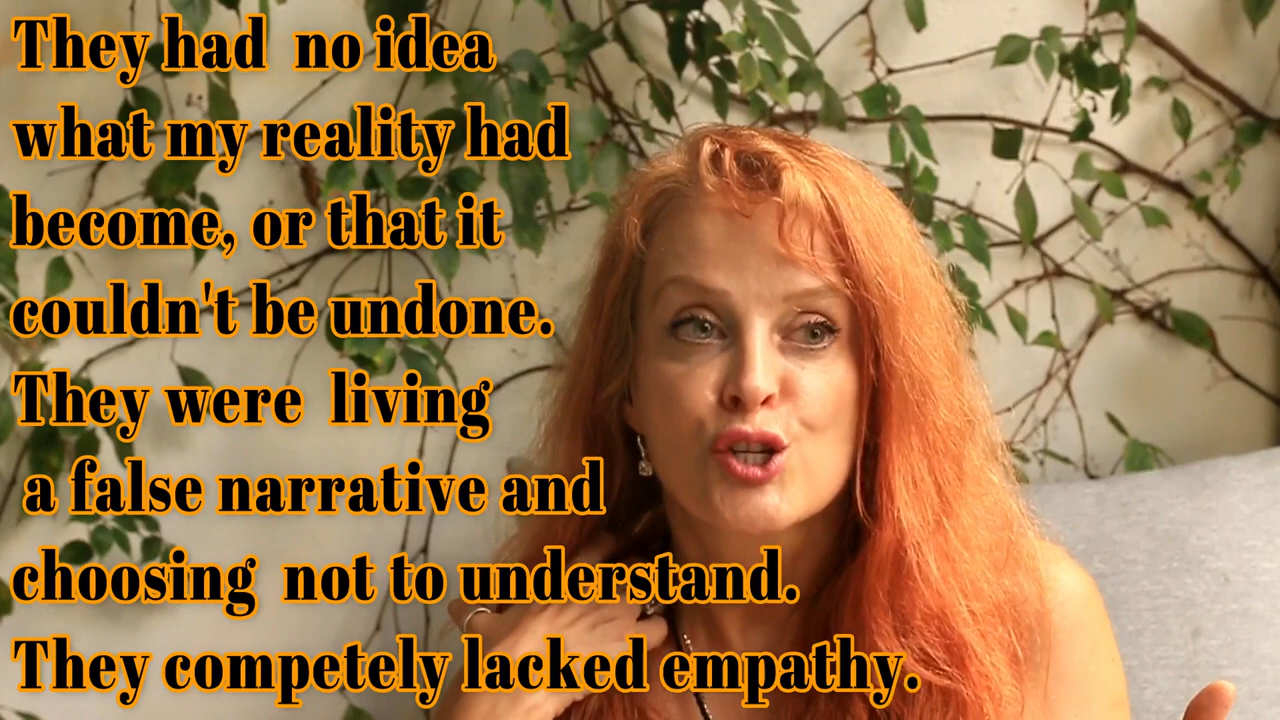 They had  no idea
what my reality had
become, or that it
couldn't be undone.
They were  living
a false narrative and
choosing  not to understand.
They competely lacked empathy.